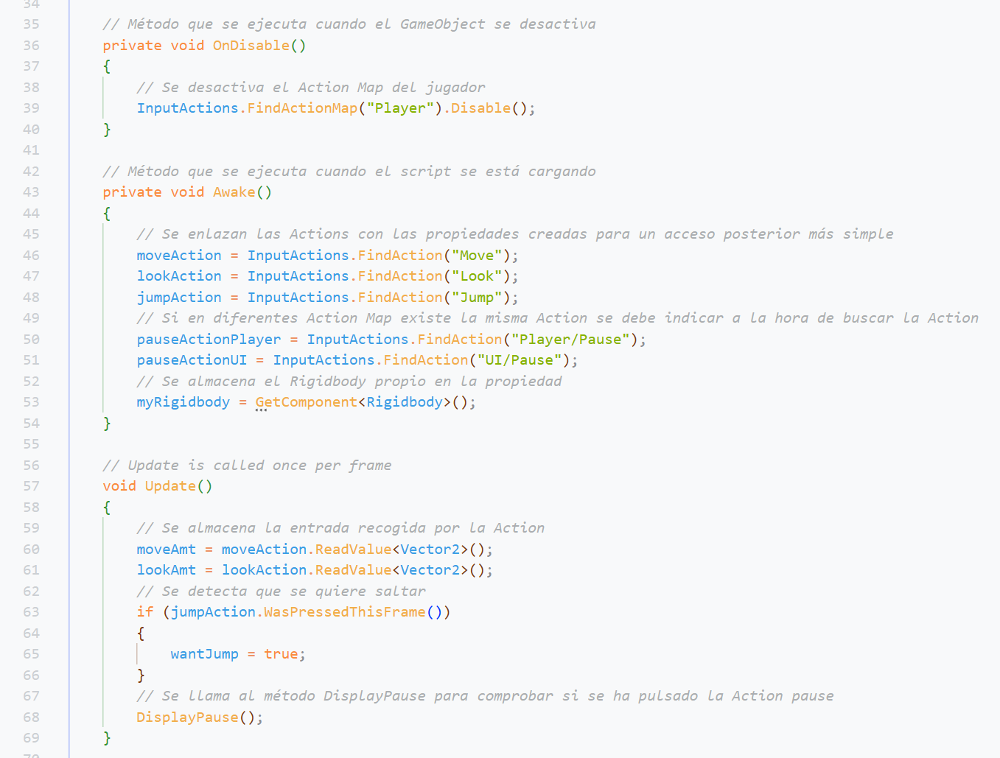 34
35 // Método que se ejecuta cuando el GameObject se desactiva
36 private void OnDisable()
37 {
38 // Se desactiva el Action Map del jugador
39 InputActions.FindActionMap("Player").Disable();
40 }
41
42 // Método que se ejecuta cuando el script se está cargando
43 private void Awake()
44 {
45 // Se enlazan las Actions con las propiedades creadas para un acceso posterior más simple
46 moveAction = InputActions.FindAction("Move");
47 lookAction = InputActions.FindAction("Look");
48 jumpAction = InputActions.FindAction("Jump");
49 // Si en diferentes Action Map existe la misma Action se debe indicar a la hora de buscar la Action
50 pauseActionPlayer = InputActions.FindAction("Player/Pause");
51 pauseActionUI = InputActions.FindAction("UI/Pause");
52 // Se almacena el Rigidbody propio en la propiedad
53 myRigidbody = GetComponent<Rigidbody>();
54 }
55
56 // Update is called once per frame
57 void Update()
58 {
59 // Se almacena la entrada recogida por la Action
60 moveAmt = moveAction.ReadValue<Vector2>();
61 lookAmt = lookAction.ReadValue<Vector2>();
62 // Se detecta que se quiere saltar
63 if (jumpAction.WasPressedThisFrame())
64 {
65 wantJump = true;
66 }
67 // Se llama al método DisplayPause para comprobar si se ha pulsado la Action pause
68 DisplayPause();
69 }
70